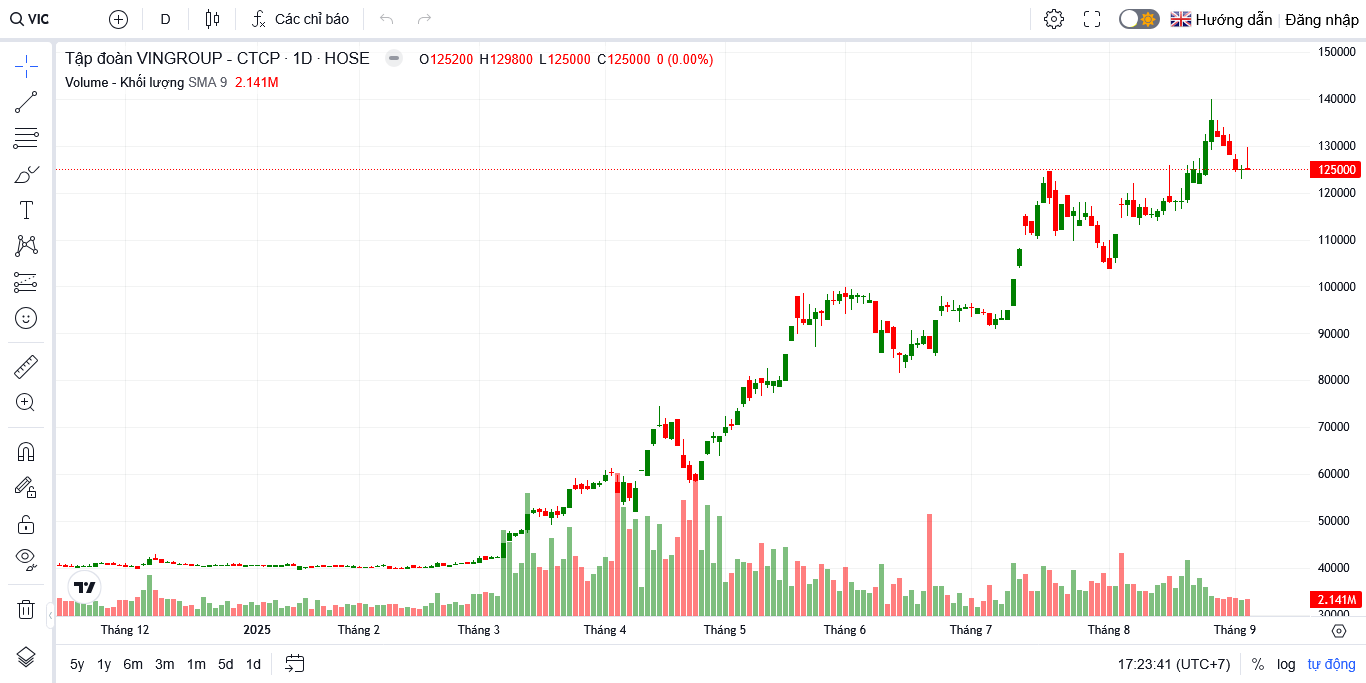 VIC D Các chỉ báo Hướng dẫn Đăng nhập
Tập đoàn VINGROUP - CTCP · 1D · HOSE O125200 H129800 L125000 C125000 0 (0.00%)
Volume - Khối lượng SMA 9 2.141M
150000
140000
130000
125000
120000
110000
100000
90000
80000
70000
60000
50000
40000
2.141M
30000
Tháng 12 2025 Tháng 2 Tháng 3 Tháng 4 Tháng 5 Tháng 6 Tháng 7 Tháng 8 Tháng 9
5y 1y 6m 3m 1m 5d 1d 17:23:41 (UTC+7) % log tự động